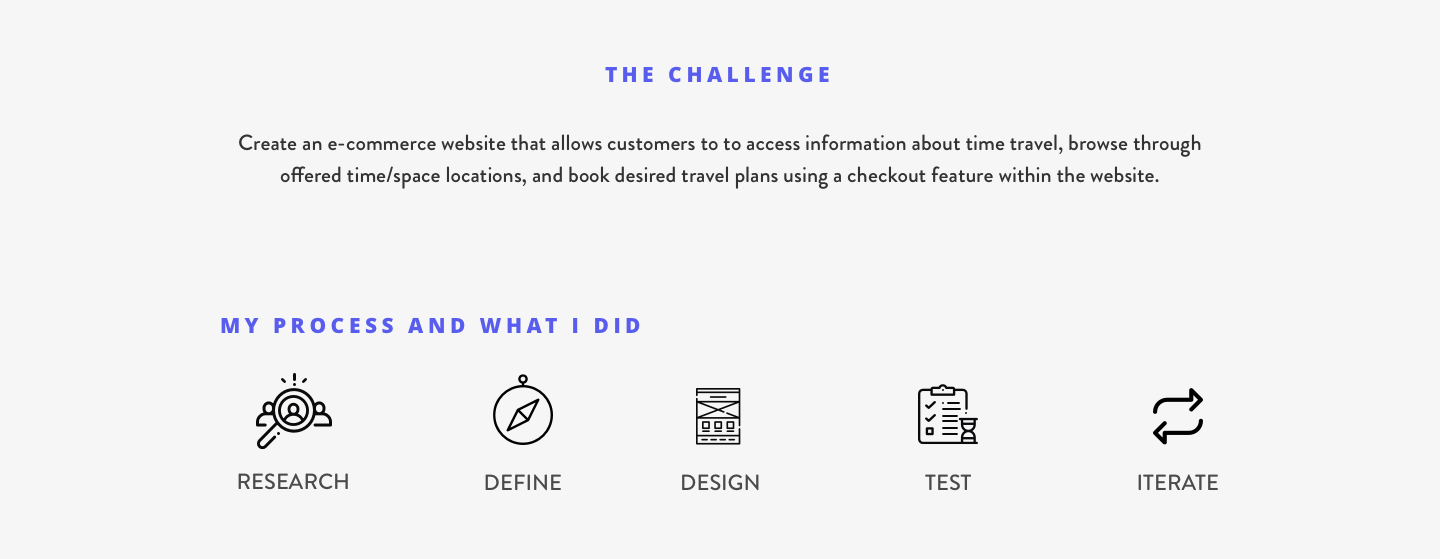 THE CHALLENGE
Create an e-commerce website that allows customers to to access information about time travel, browse through
offered time/space locations, and book desired travel plans using a checkout feature within the website.
MY PROCESS AND WHAT I DID
RESEARCH
DEFINE
DESIGN
TEST
ITERATE